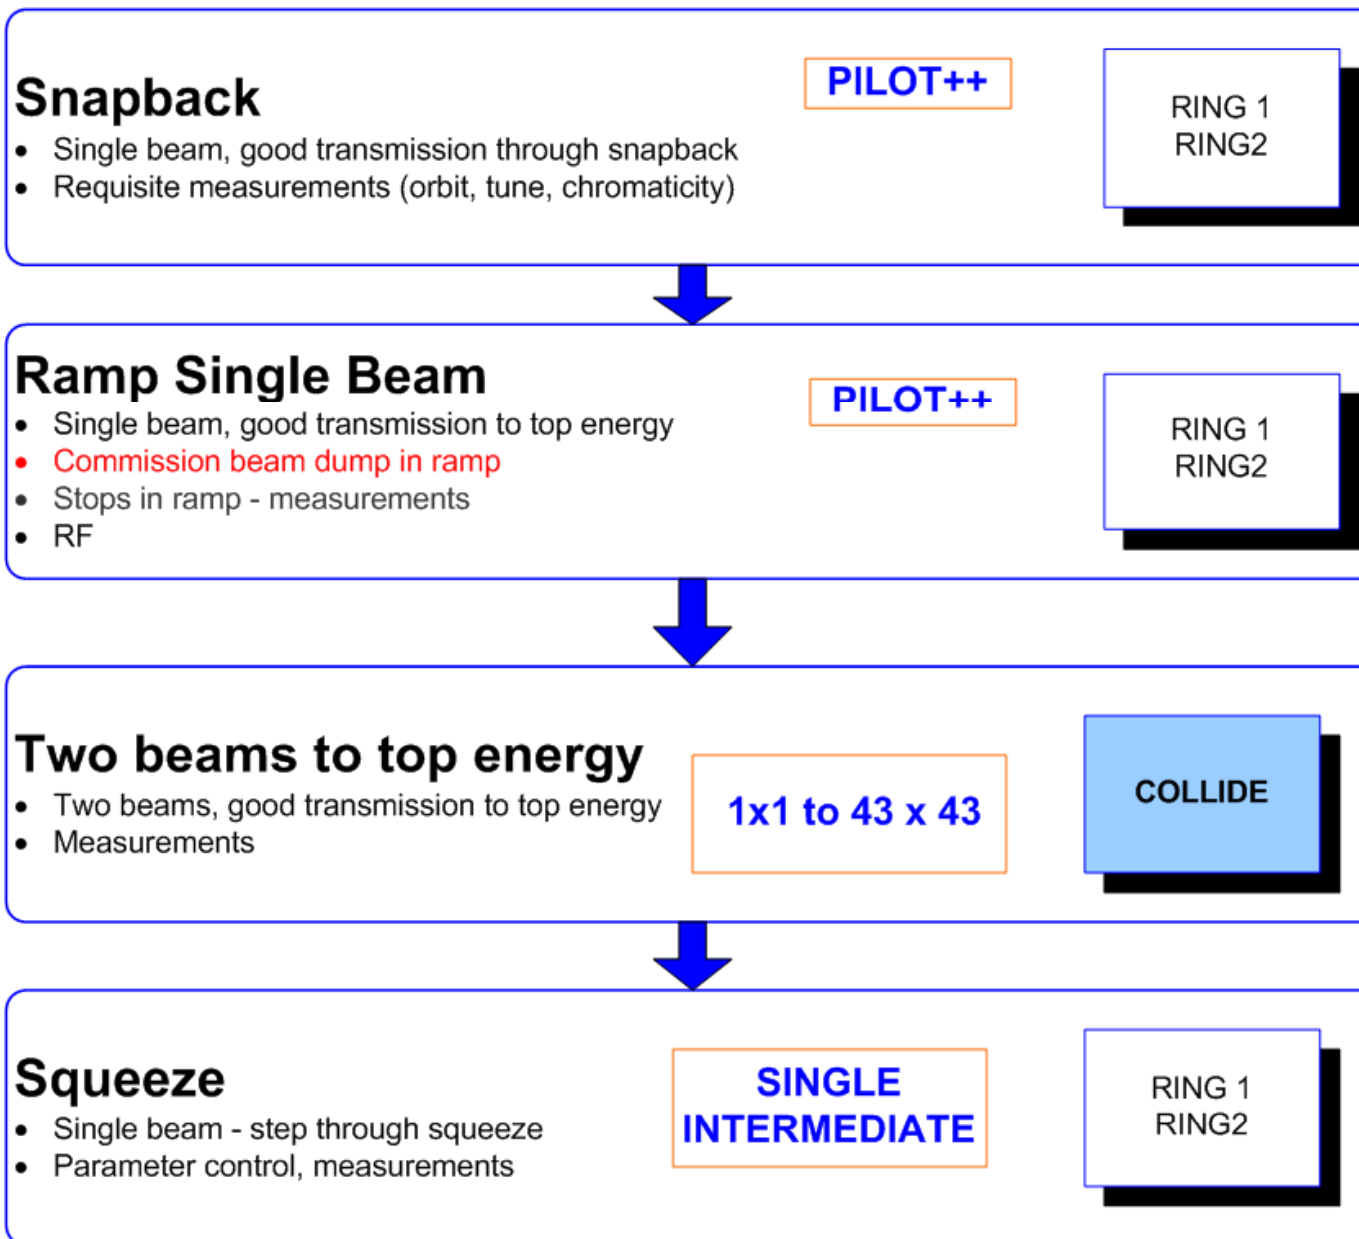 Snapback
• Single beam, good transmission through snapback
• Requisite measurements (orbit, tune, chromaticity)
PILOT++
RING 1
RING2
Ramp Single Beam
• Single beam, good transmission to top energy
• Commission beam dump in ramp
• Stops in ramp - measurements
• RF
PILOT++
RING 1
RING2
Two beams to top energy
• Two beams, good transmission to top energy
• Measurements
1x1 to 43 x 43
COLLIDE
Squeeze
• Single beam - step through squeeze
• Parameter control, measurements
SINGLE
INTERMEDIATE
RING 1
RING2